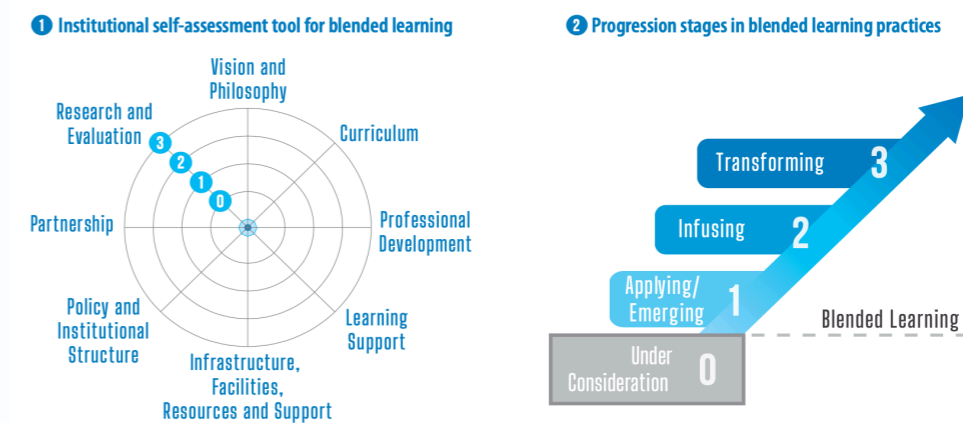 1 Institutional self-assessment tool for blended learning
Vision and
Philosophy
Research and
Evaluation
Curriculum
3
2
1
0
Partnership
Professional
Development
Policy and
Institutional
Structure
Learning
Support
Infrastructure,
Facilities,
Resources and Support
2 Progression stages in blended learning practices
Transforming 3
Infusing 2
Applying/
Emerging 1
Blended Learning
Under
Consideration 0